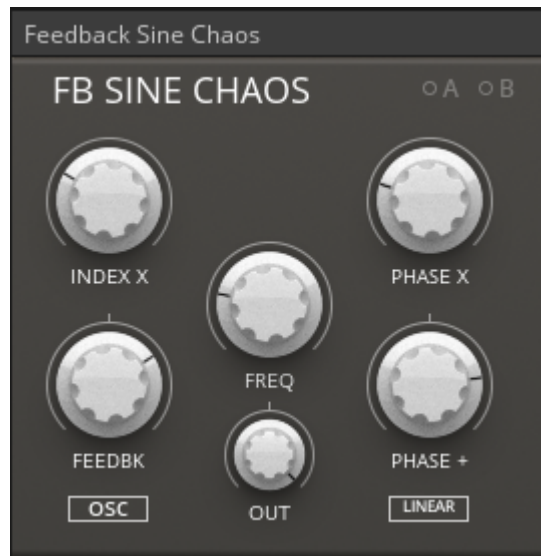 Feedback Sine Chaos
FB SINE CHAOS
A B
INDEX X
PHASE X
FREQ
FEEDBK
PHASE +
OSC
OUT
LINEAR